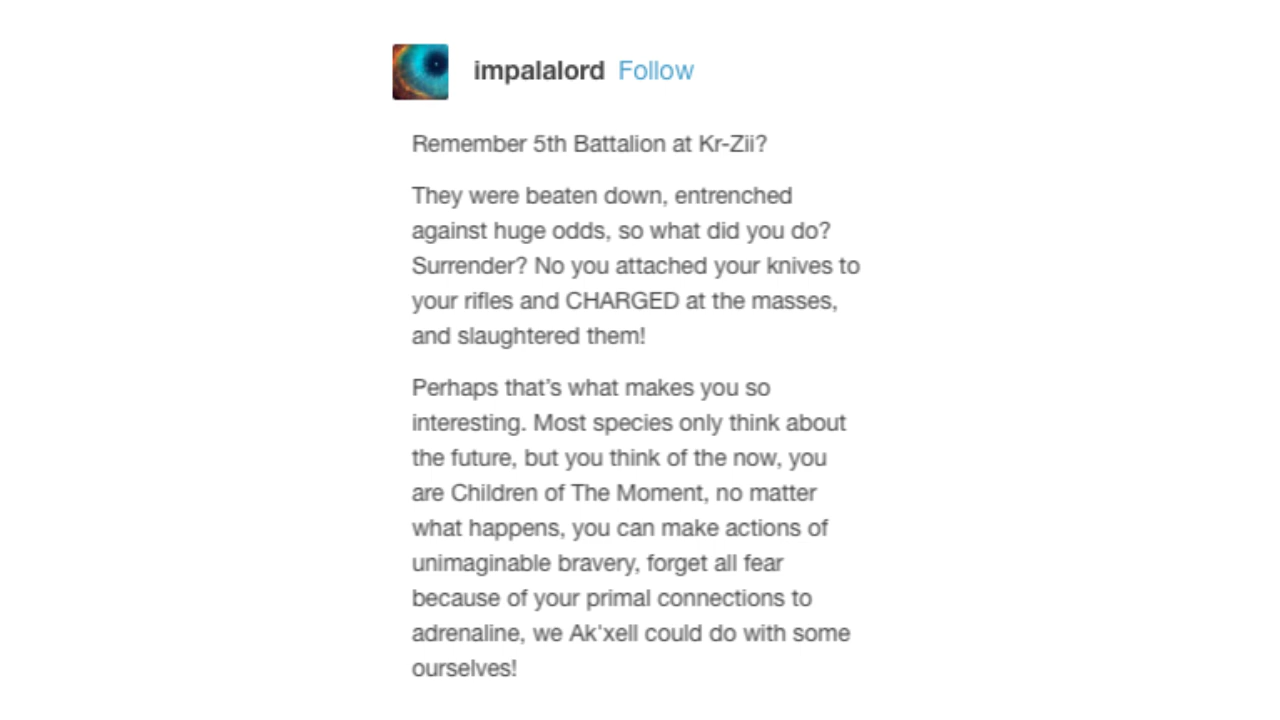 impalalord Follow
Remember 5th Battalion at Kr-Zii?
They were beaten down, entrenched
against huge odds, so what did you do?
Surrender? No you attached your knives to
your rifles and CHARGED at the masses,
and slaughtered them!
Perhaps that’s what makes you so
interesting. Most species only think about
the future, but you think of the now, you
are Children of The Moment, no matter
what happens, you can make actions of
unimaginable bravery, forget all fear
because of your primal connections to
adrenaline, we Ak‘xell could do with some
ourselves!